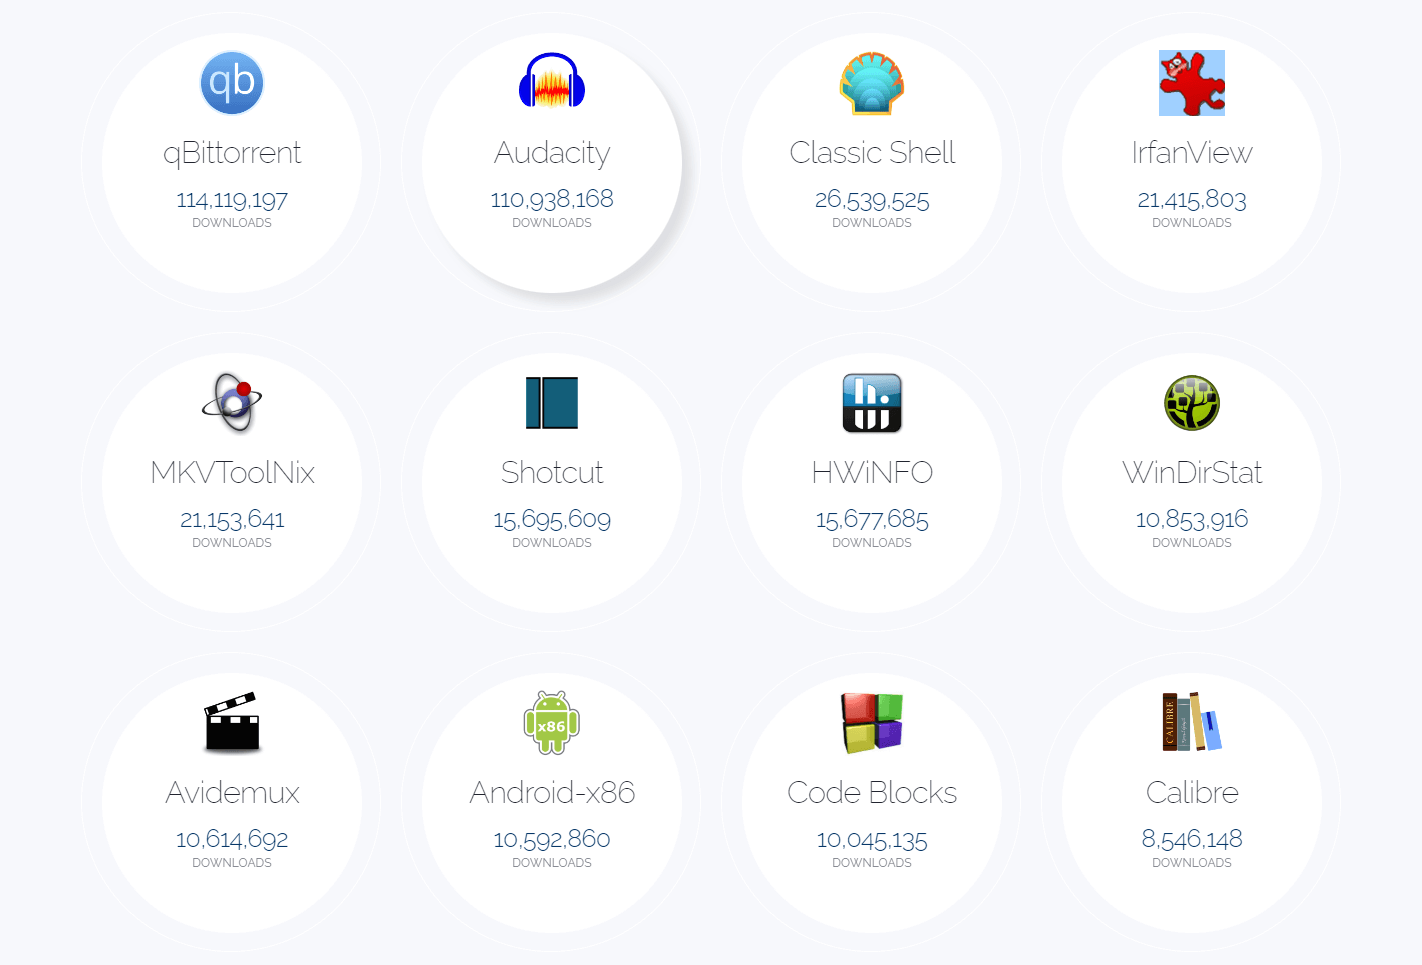 qb
qBittorrent
114,119,197
DOWNLOADS
Audacity
110,938,168
DOWNLOADS
Classic Shell
26,539,525
DOWNLOADS
IrfanView
21,415,803
DOWNLOADS
MKVToolNix
21,153,641
DOWNLOADS
Shotcut
15,695,609
DOWNLOADS
HWiNFO
15,677,685
DOWNLOADS
WinDirStat
10,853,916
DOWNLOADS
Avidemux
10,614,692
DOWNLOADS
x86
Android-x86
10,592,860
DOWNLOADS
Code Blocks
10,045,135
DOWNLOADS
CALIBRE
Calibre
8,546,148
DOWNLOADS